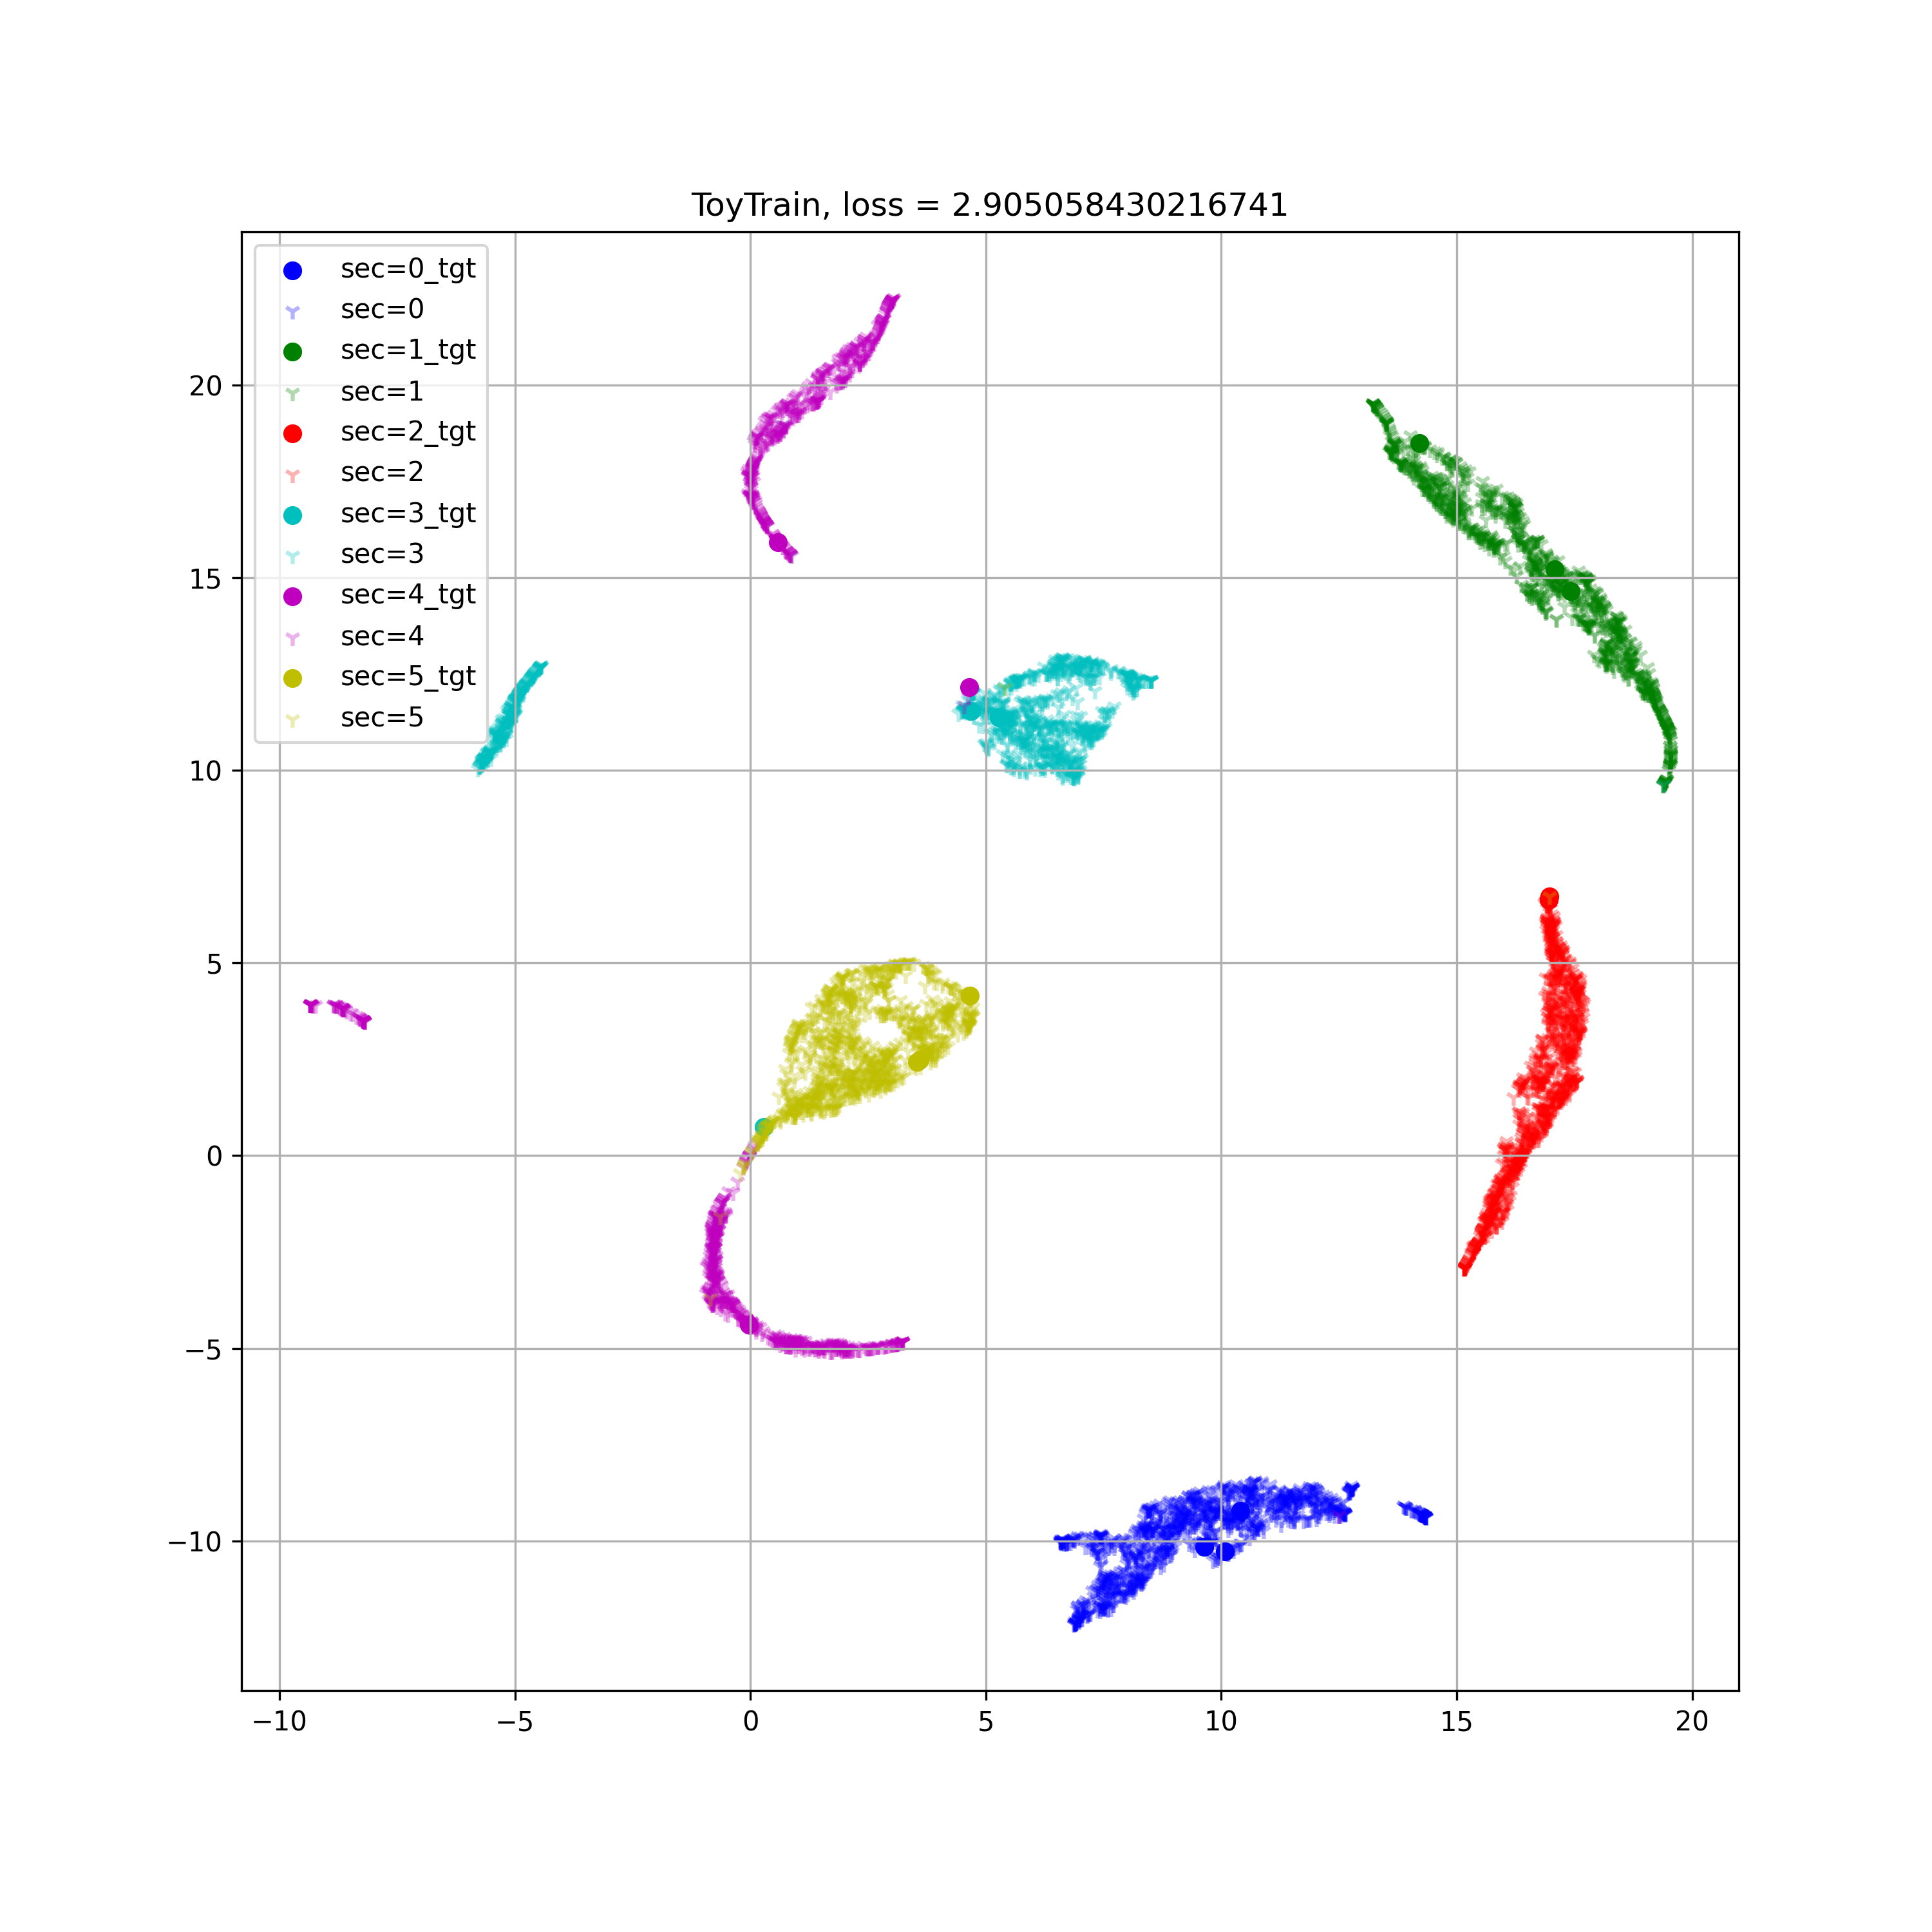 ToyTrain, loss = 2.905058430216741
sec=0_tgt
sec=0
sec=1_tgt
sec=1
sec=2_tgt
sec=2
sec=3_tgt
sec=3
sec=4_tgt
sec=4
sec=5_tgt
sec=5
20
15
10
5
0
−5
−10
−10 −5 0 5 10 15 20